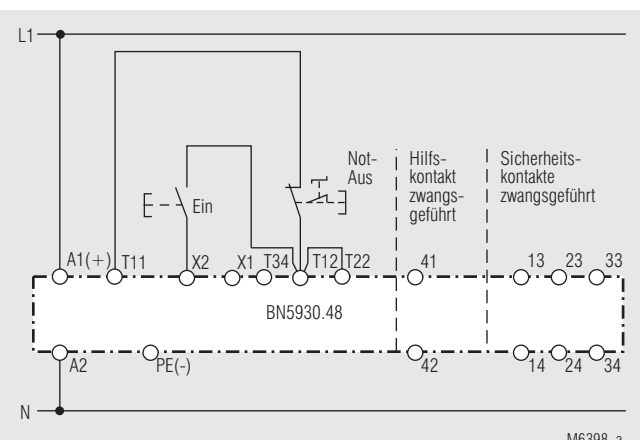 L1
Not-
Aus
Hilfs-
kontakt
zwangs-
geführt
Sicherheits-
kontakte
zwangsgeführt
Ein
A1(+) T11 X2 X1 T34 T12 T22 41 13 23 33
BN5930.48
A2 PE(-) 42 14 24 34
N
M6398_a